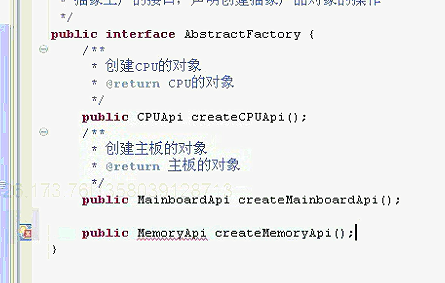 * 抽象工厂的接口，声明创建抽象产品对象的操作
*/
public interface AbstractFactory {
/**
* 创建CPU的对象
* @return CPU的对象
*/
public CPUApi createCPUApi();
/**
* 创建主板的对象
* @return 主板的对象
*/
public MainboardApi createMainboardApi();
public MemoryApi createMemoryApi();
}